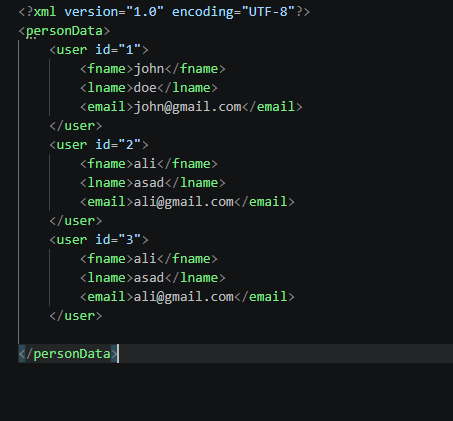 <?xml version="1.0" encoding="UTF-8"?>
<personData>
    <user id="1">
        <fname>john</fname>
        <lname>doe</lname>
        <email>john@gmail.com</email>
    </user>
    <user id="2">
        <fname>ali</fname>
        <lname>asad</lname>
        <email>ali@gmail.com</email>
    </user>
    <user id="3">
        <fname>ali</fname>
        <lname>asad</lname>
        <email>ali@gmail.com</email>
    </user>
</personData>